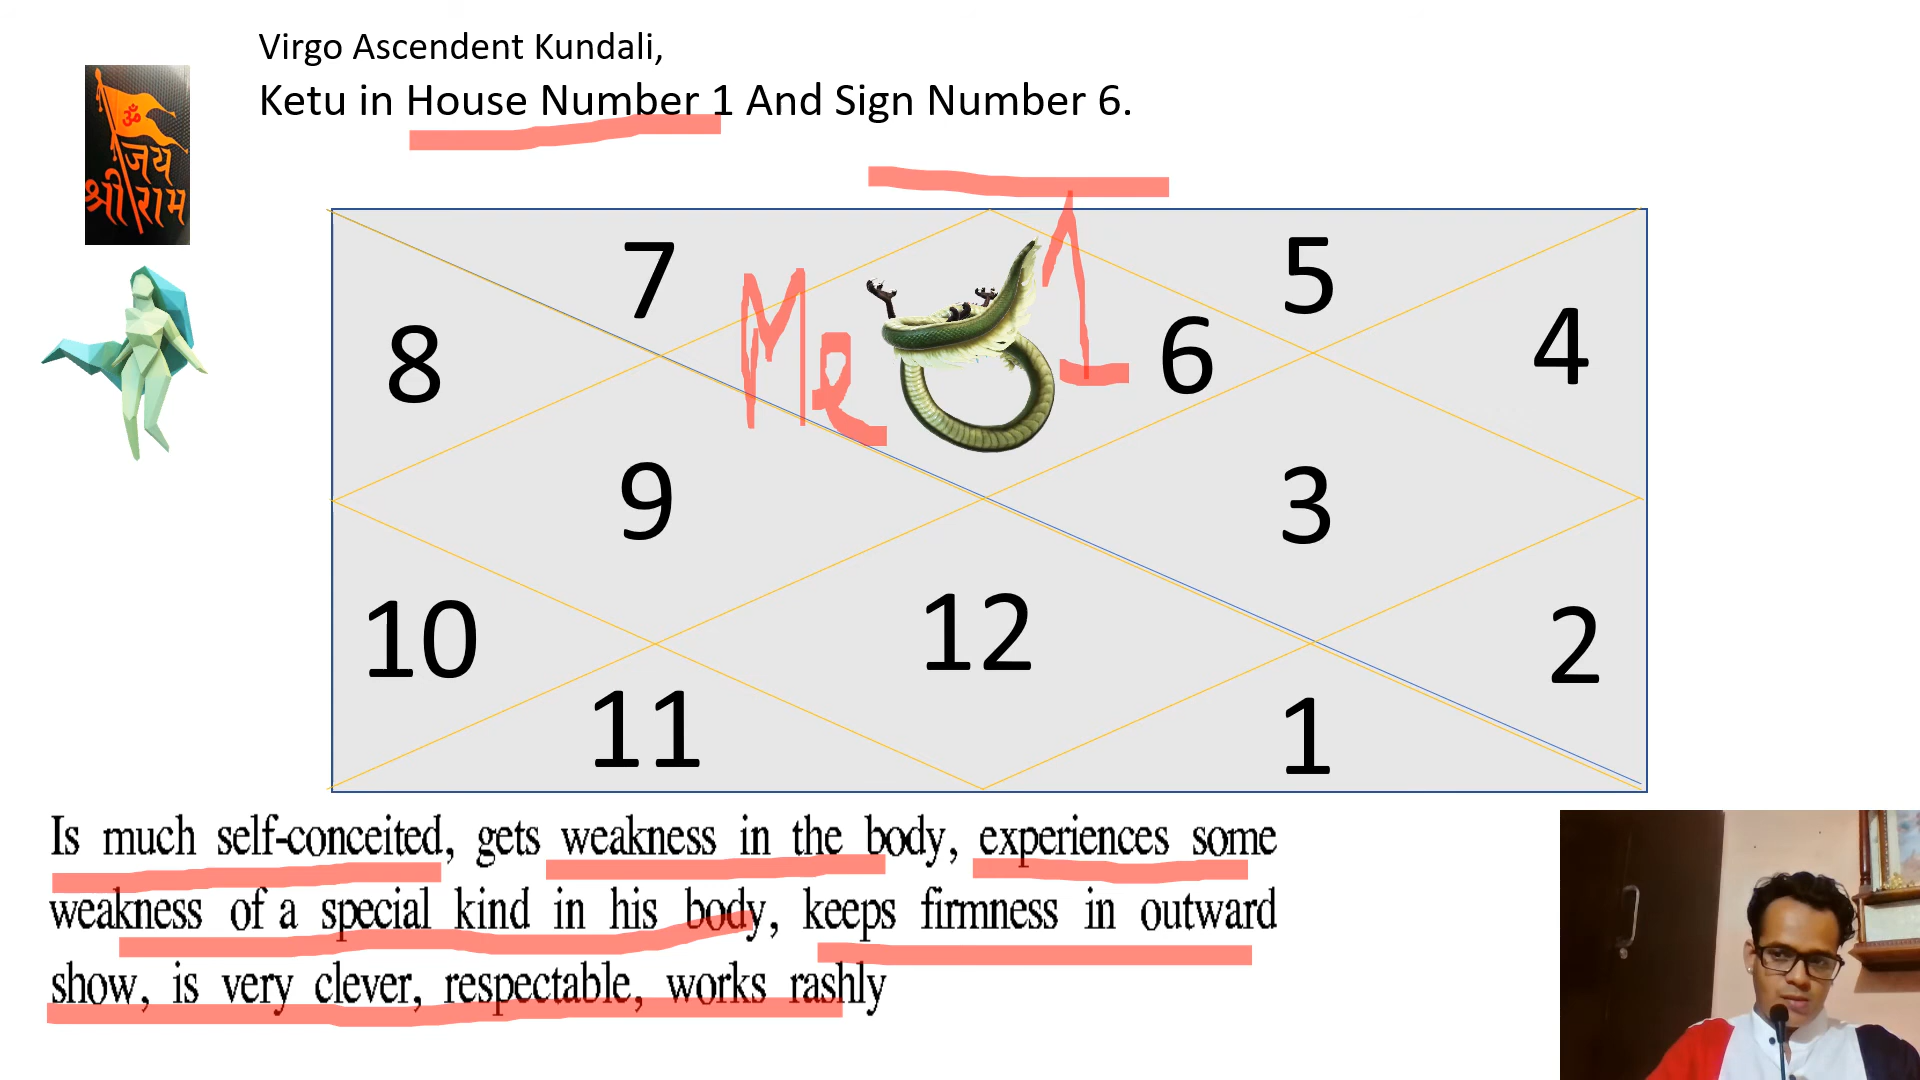 Virgo Ascendent Kundali,
Ketu in House Number 1 And Sign Number 6.
ॐ
जय
श्री राम
7
5
8
Me
1
6
4
9
3
10
12
2
11
1
Is much self-conceited, gets weakness in the body, experiences some
weakness of a special kind in his body, keeps firmness in outward
show, is very clever, respectable, works rashly